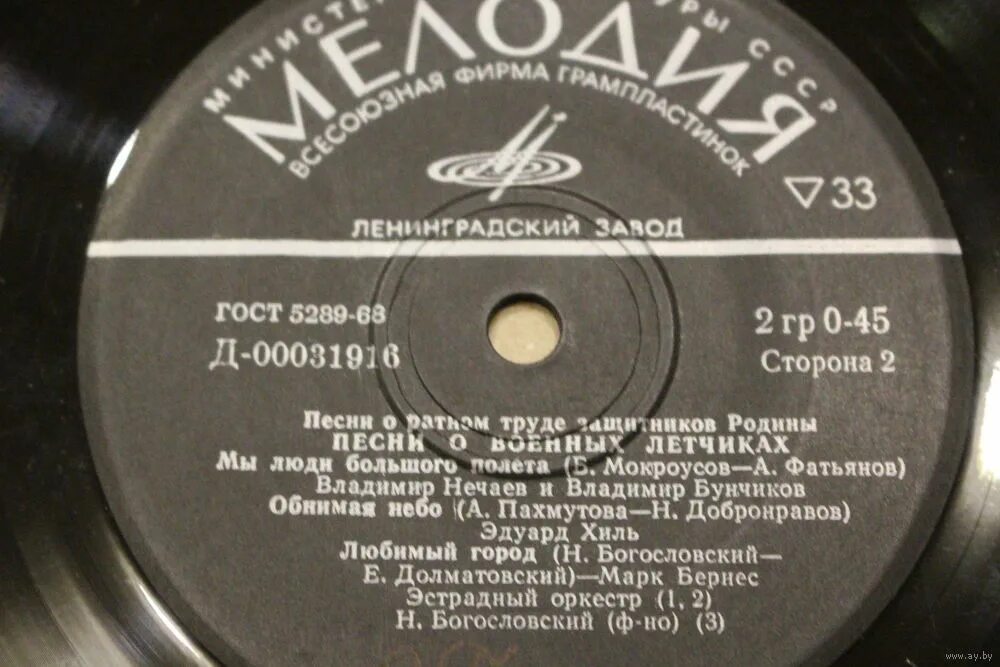 МИНИСТЕ УРЫ СССР
МЕЛОДИЯ
ВСЕСОЮЗНАЯ ФИРМА ГРАМПЛАСТИНОК
33
ЛЕНИНГРАДСКИЙ ЗАВОД
ГОСТ 5289-68
2 гр 0-45
Д-00031916
Сторона 2
Песни о ратном труде защитников Родины
ПЕСНИ О ВОЕННЫХ ЛЕТЧИКАХ
Мы люди большого полета (Б. Мокроусов—А. Фатьянов)
Владимир Нечаев и Владимир Бунчиков
Обнимая небо (А. Пахмутова—Н. Добронравов)
Эдуард Хиль
Любимый город (Н. Богословский—
Е. Долматовский)—Марк Бернес
Эстрадный оркестр (1, 2)
Н. Богословский (ф-но) (3)
www.ay.by